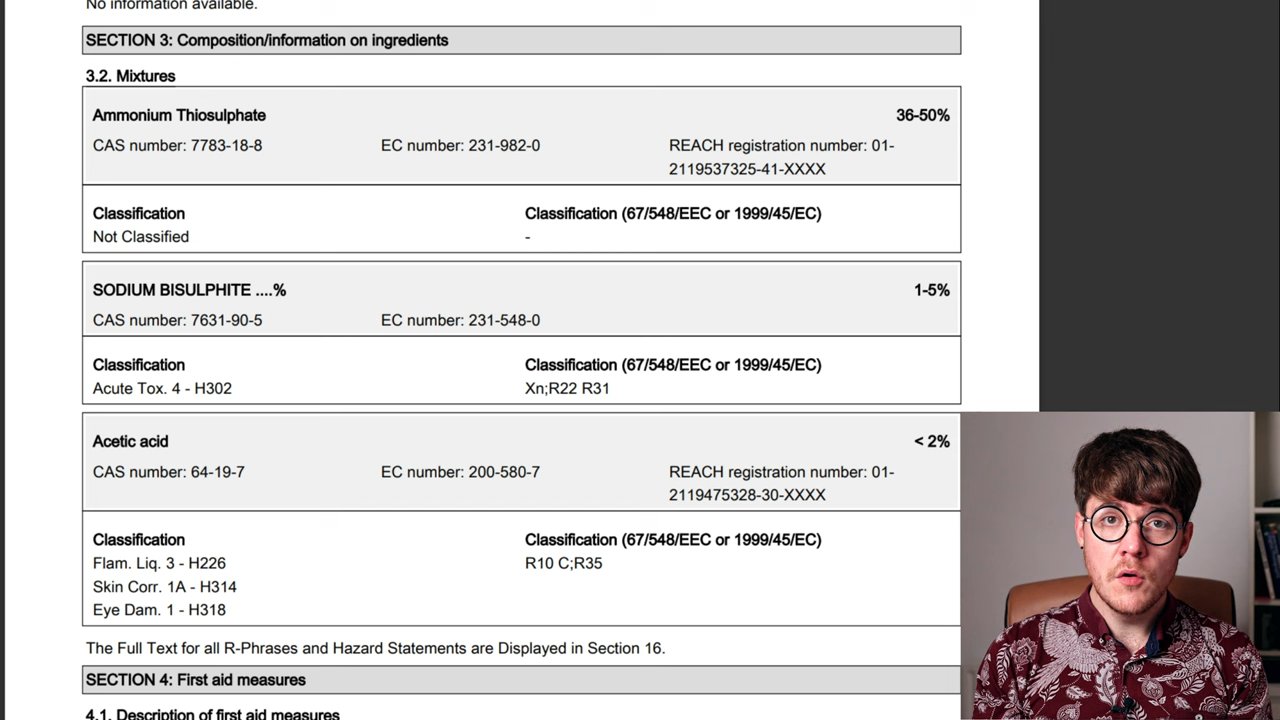 No information available.
SECTION 3: Composition/information on ingredients
3.2. Mixtures
Ammonium Thiosulphate 36-50%
CAS number: 7783-18-8 EC number: 231-982-0 REACH registration number: 01-
2119537325-41-XXXX
Classification Classification (67/548/EEC or 1999/45/EC)
Not Classified -
SODIUM BISULPHITE ....% 1-5%
CAS number: 7631-90-5 EC number: 231-548-0
Classification Classification (67/548/EEC or 1999/45/EC)
Acute Tox. 4 - H302 Xn;R22 R31
Acetic acid < 2%
CAS number: 64-19-7 EC number: 200-580-7 REACH registration number: 01-
2119475328-30-XXXX
Classification Classification (67/548/EEC or 1999/45/EC)
Flam. Liq. 3 - H226 R10 C;R35
Skin Corr. 1A - H314
Eye Dam. 1 - H318
The Full Text for all R-Phrases and Hazard Statements are Displayed in Section 16.
SECTION 4: First aid measures
4.1. Description of first aid measures